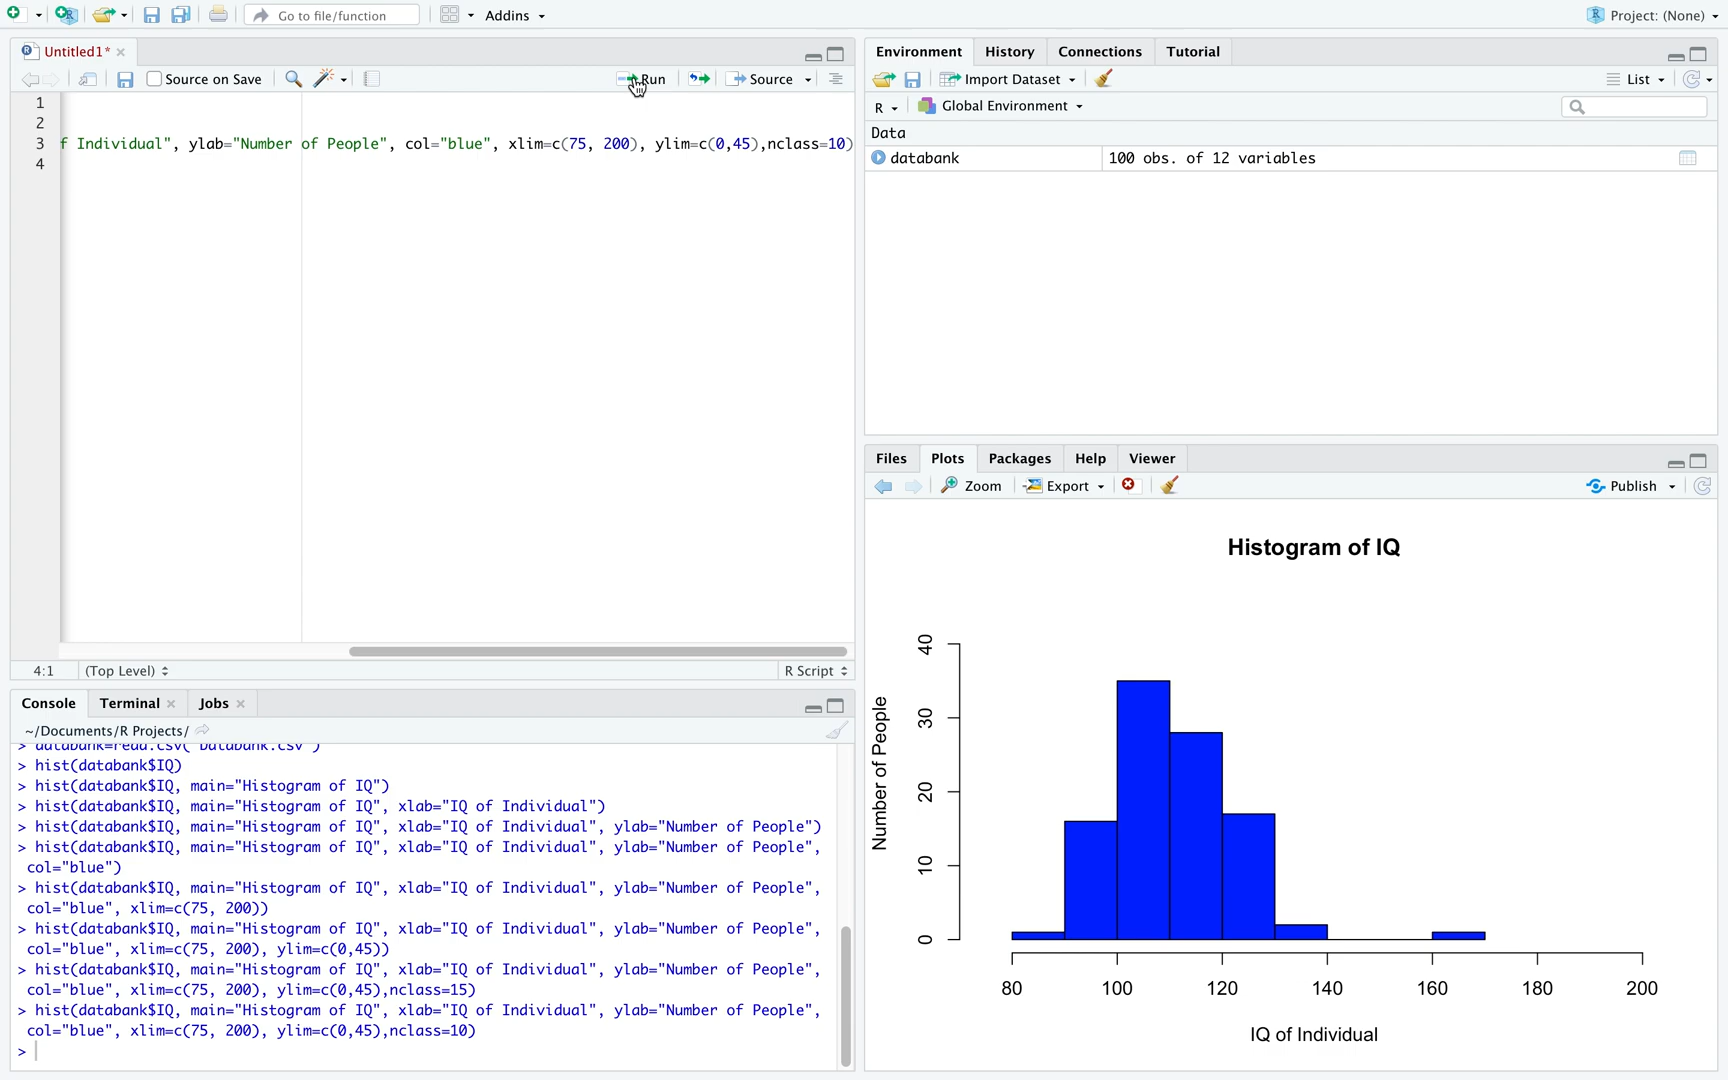 Go to file/function
Addins
Project: (None)
Untitled1*
Source on Save
Run
Source
1
2
3 f Individual", ylab="Number of People", col="blue", xlim=c(75, 200), ylim=c(0,45),nclass=10)
4
4:1
(Top Level)
R Script
Console
Terminal
Jobs
~/Documents/R Projects/
> databank=read.csv("Databank.csv")
> hist(databank$IQ)
> hist(databank$IQ, main="Histogram of IQ")
> hist(databank$IQ, main="Histogram of IQ", xlab="IQ of Individual")
> hist(databank$IQ, main="Histogram of IQ", xlab="IQ of Individual", ylab="Number of People")
> hist(databank$IQ, main="Histogram of IQ", xlab="IQ of Individual", ylab="Number of People",
col="blue")
> hist(databank$IQ, main="Histogram of IQ", xlab="IQ of Individual", ylab="Number of People",
col="blue", xlim=c(75, 200))
> hist(databank$IQ, main="Histogram of IQ", xlab="IQ of Individual", ylab="Number of People",
col="blue", xlim=c(75, 200), ylim=c(0,45))
> hist(databank$IQ, main="Histogram of IQ", xlab="IQ of Individual", ylab="Number of People",
col="blue", xlim=c(75, 200), ylim=c(0,45),nclass=15)
> hist(databank$IQ, main="Histogram of IQ", xlab="IQ of Individual", ylab="Number of People",
col="blue", xlim=c(75, 200), ylim=c(0,45),nclass=10)
>
Environment
History
Connections
Tutorial
Import Dataset
List
R
Global Environment
Data
databank 100 obs. of 12 variables
Files
Plots
Packages
Help
Viewer
Zoom
Export
Publish
Histogram of IQ
Number of People
40
30
20
10
0
80 100 120 140 160 180 200
IQ of Individual